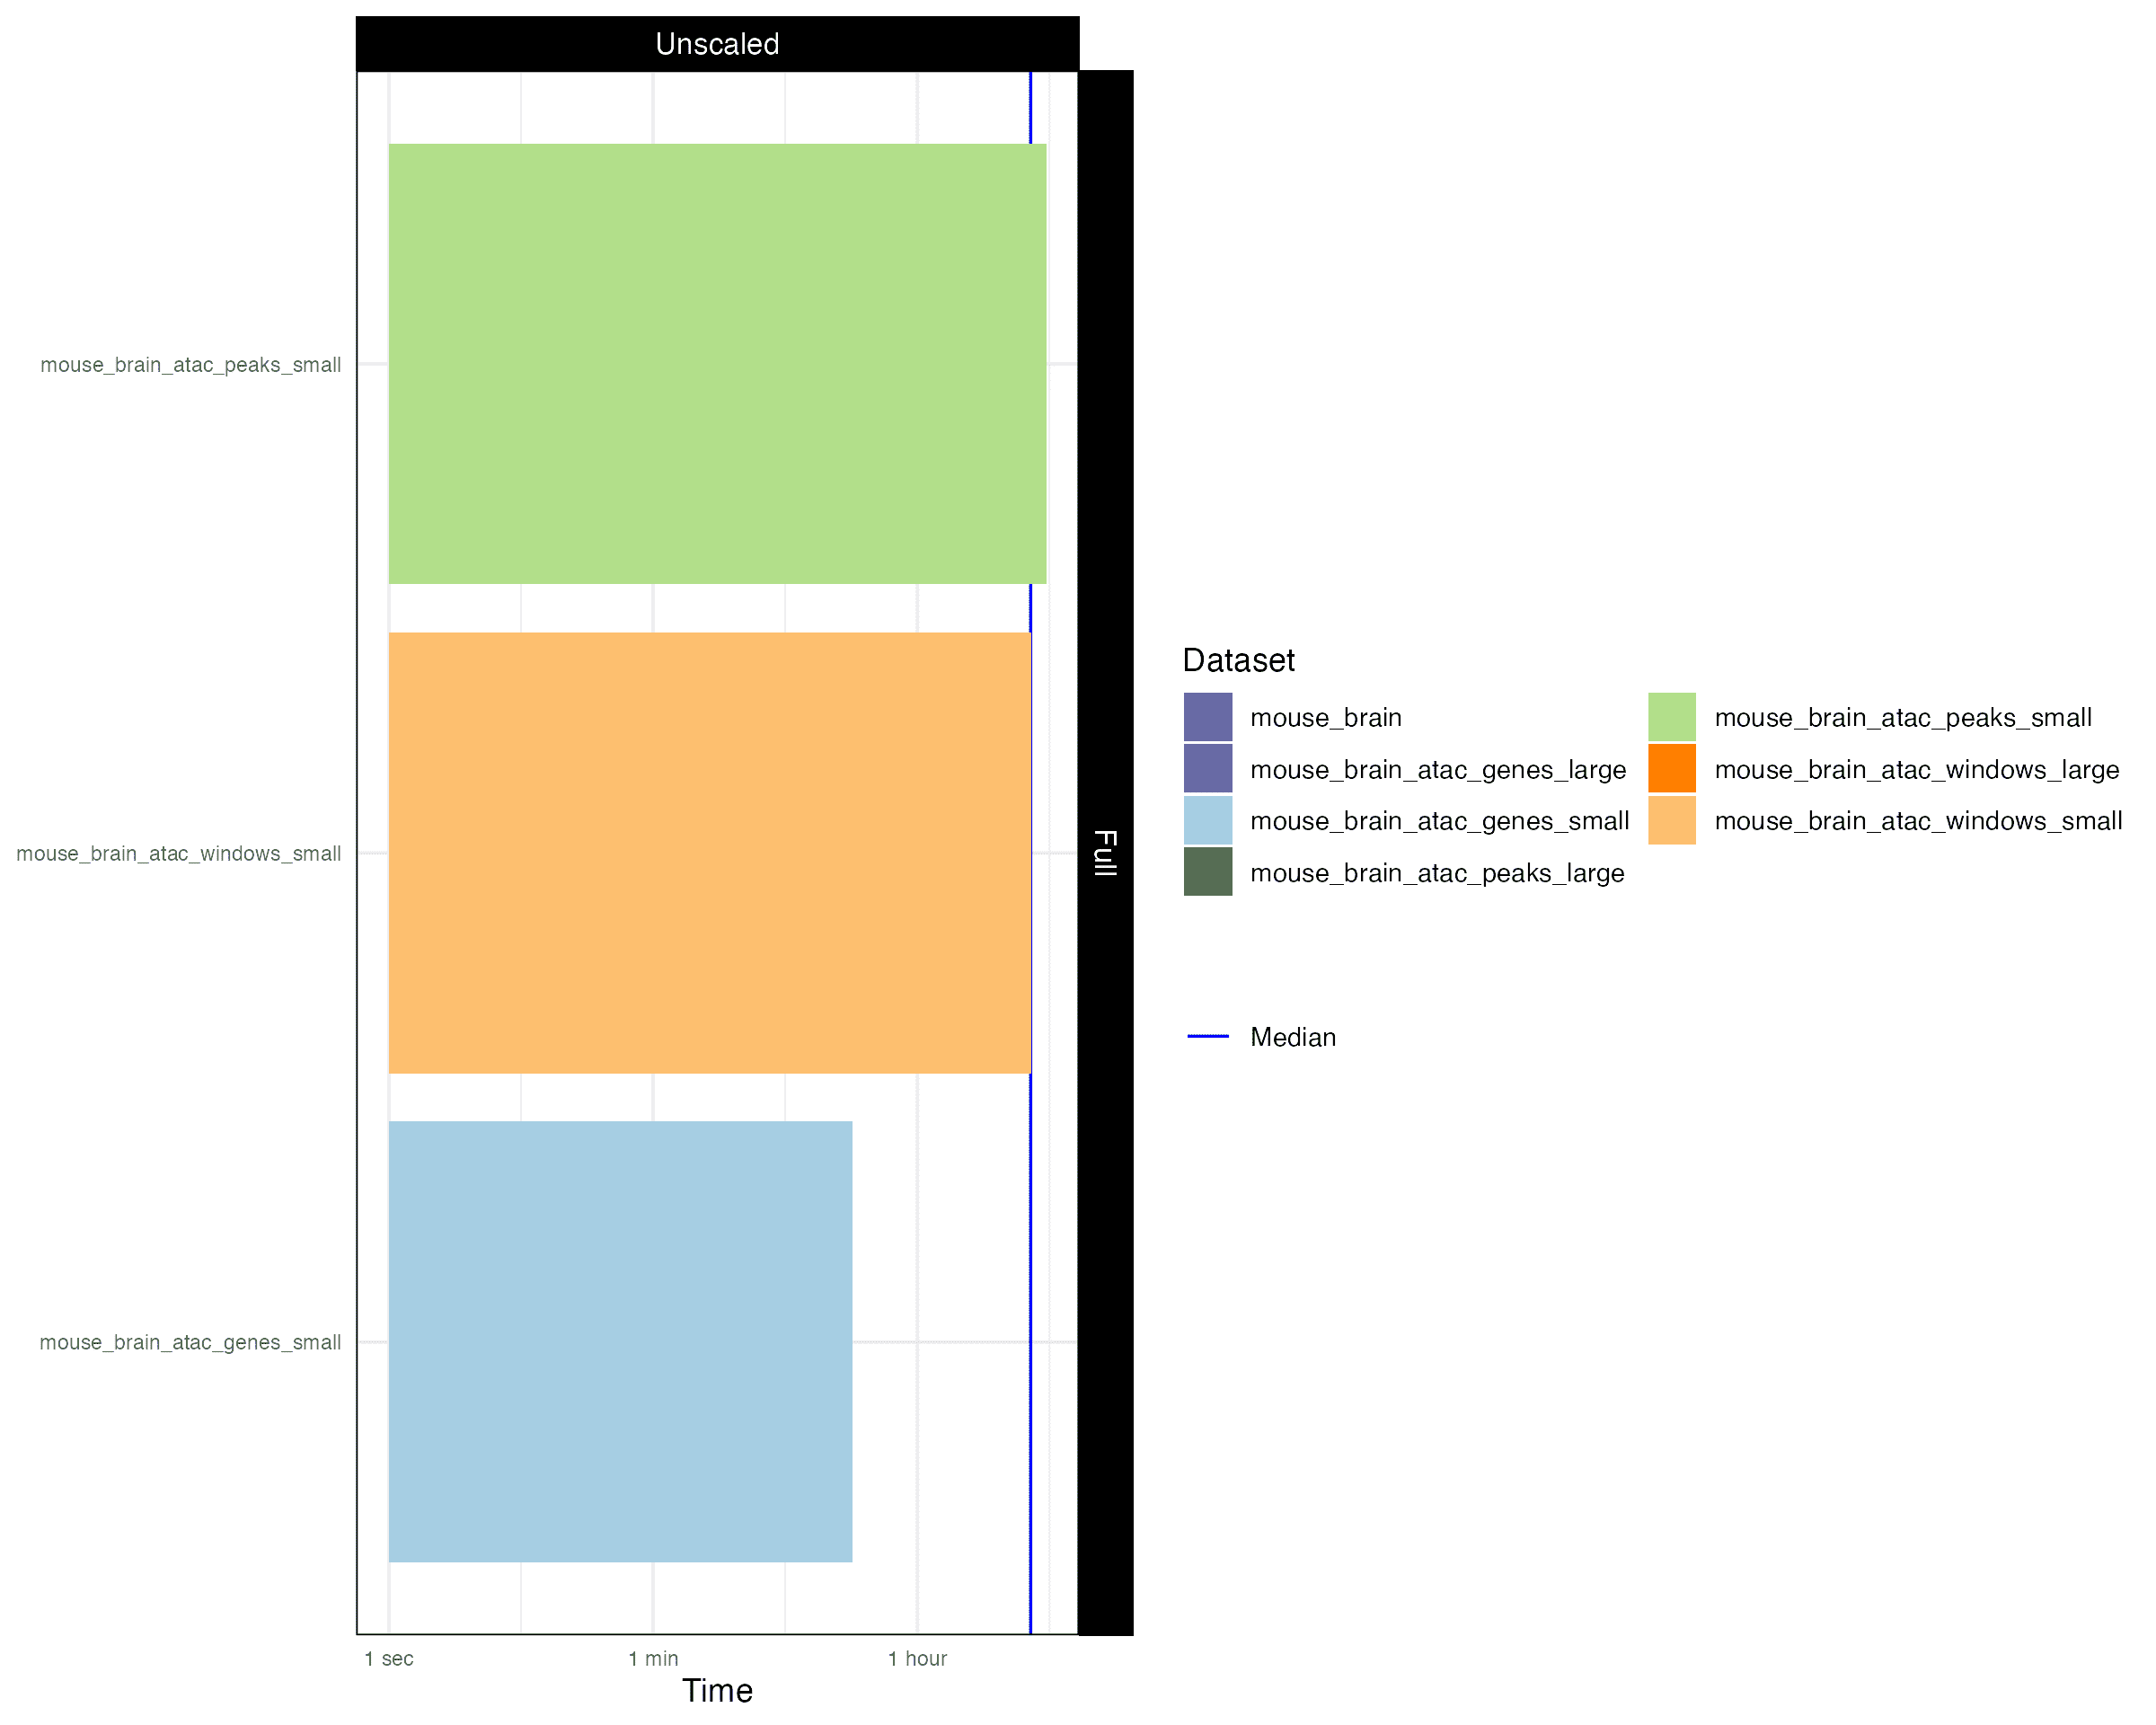 Unscaled
mouse_brain_atac_peaks_small
mouse_brain_atac_windows_small
mouse_brain_atac_genes_small
Full
1 sec
1 min
1 hour
Time
Dataset
mouse_brain
mouse_brain_atac_genes_large
mouse_brain_atac_genes_small
mouse_brain_atac_peaks_large
mouse_brain_atac_peaks_small
mouse_brain_atac_windows_large
mouse_brain_atac_windows_small
Median